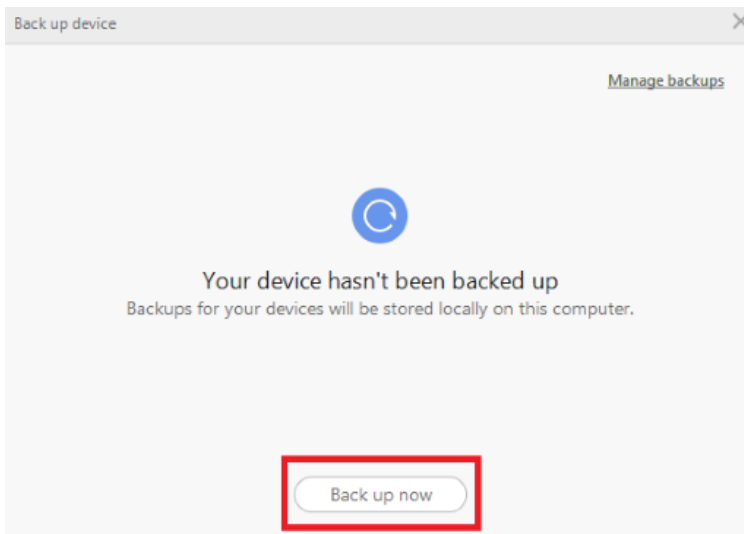 Back up device
Manage backups
Your device hasn't been backed up
Backups for your devices will be stored locally on this computer.
Back up now